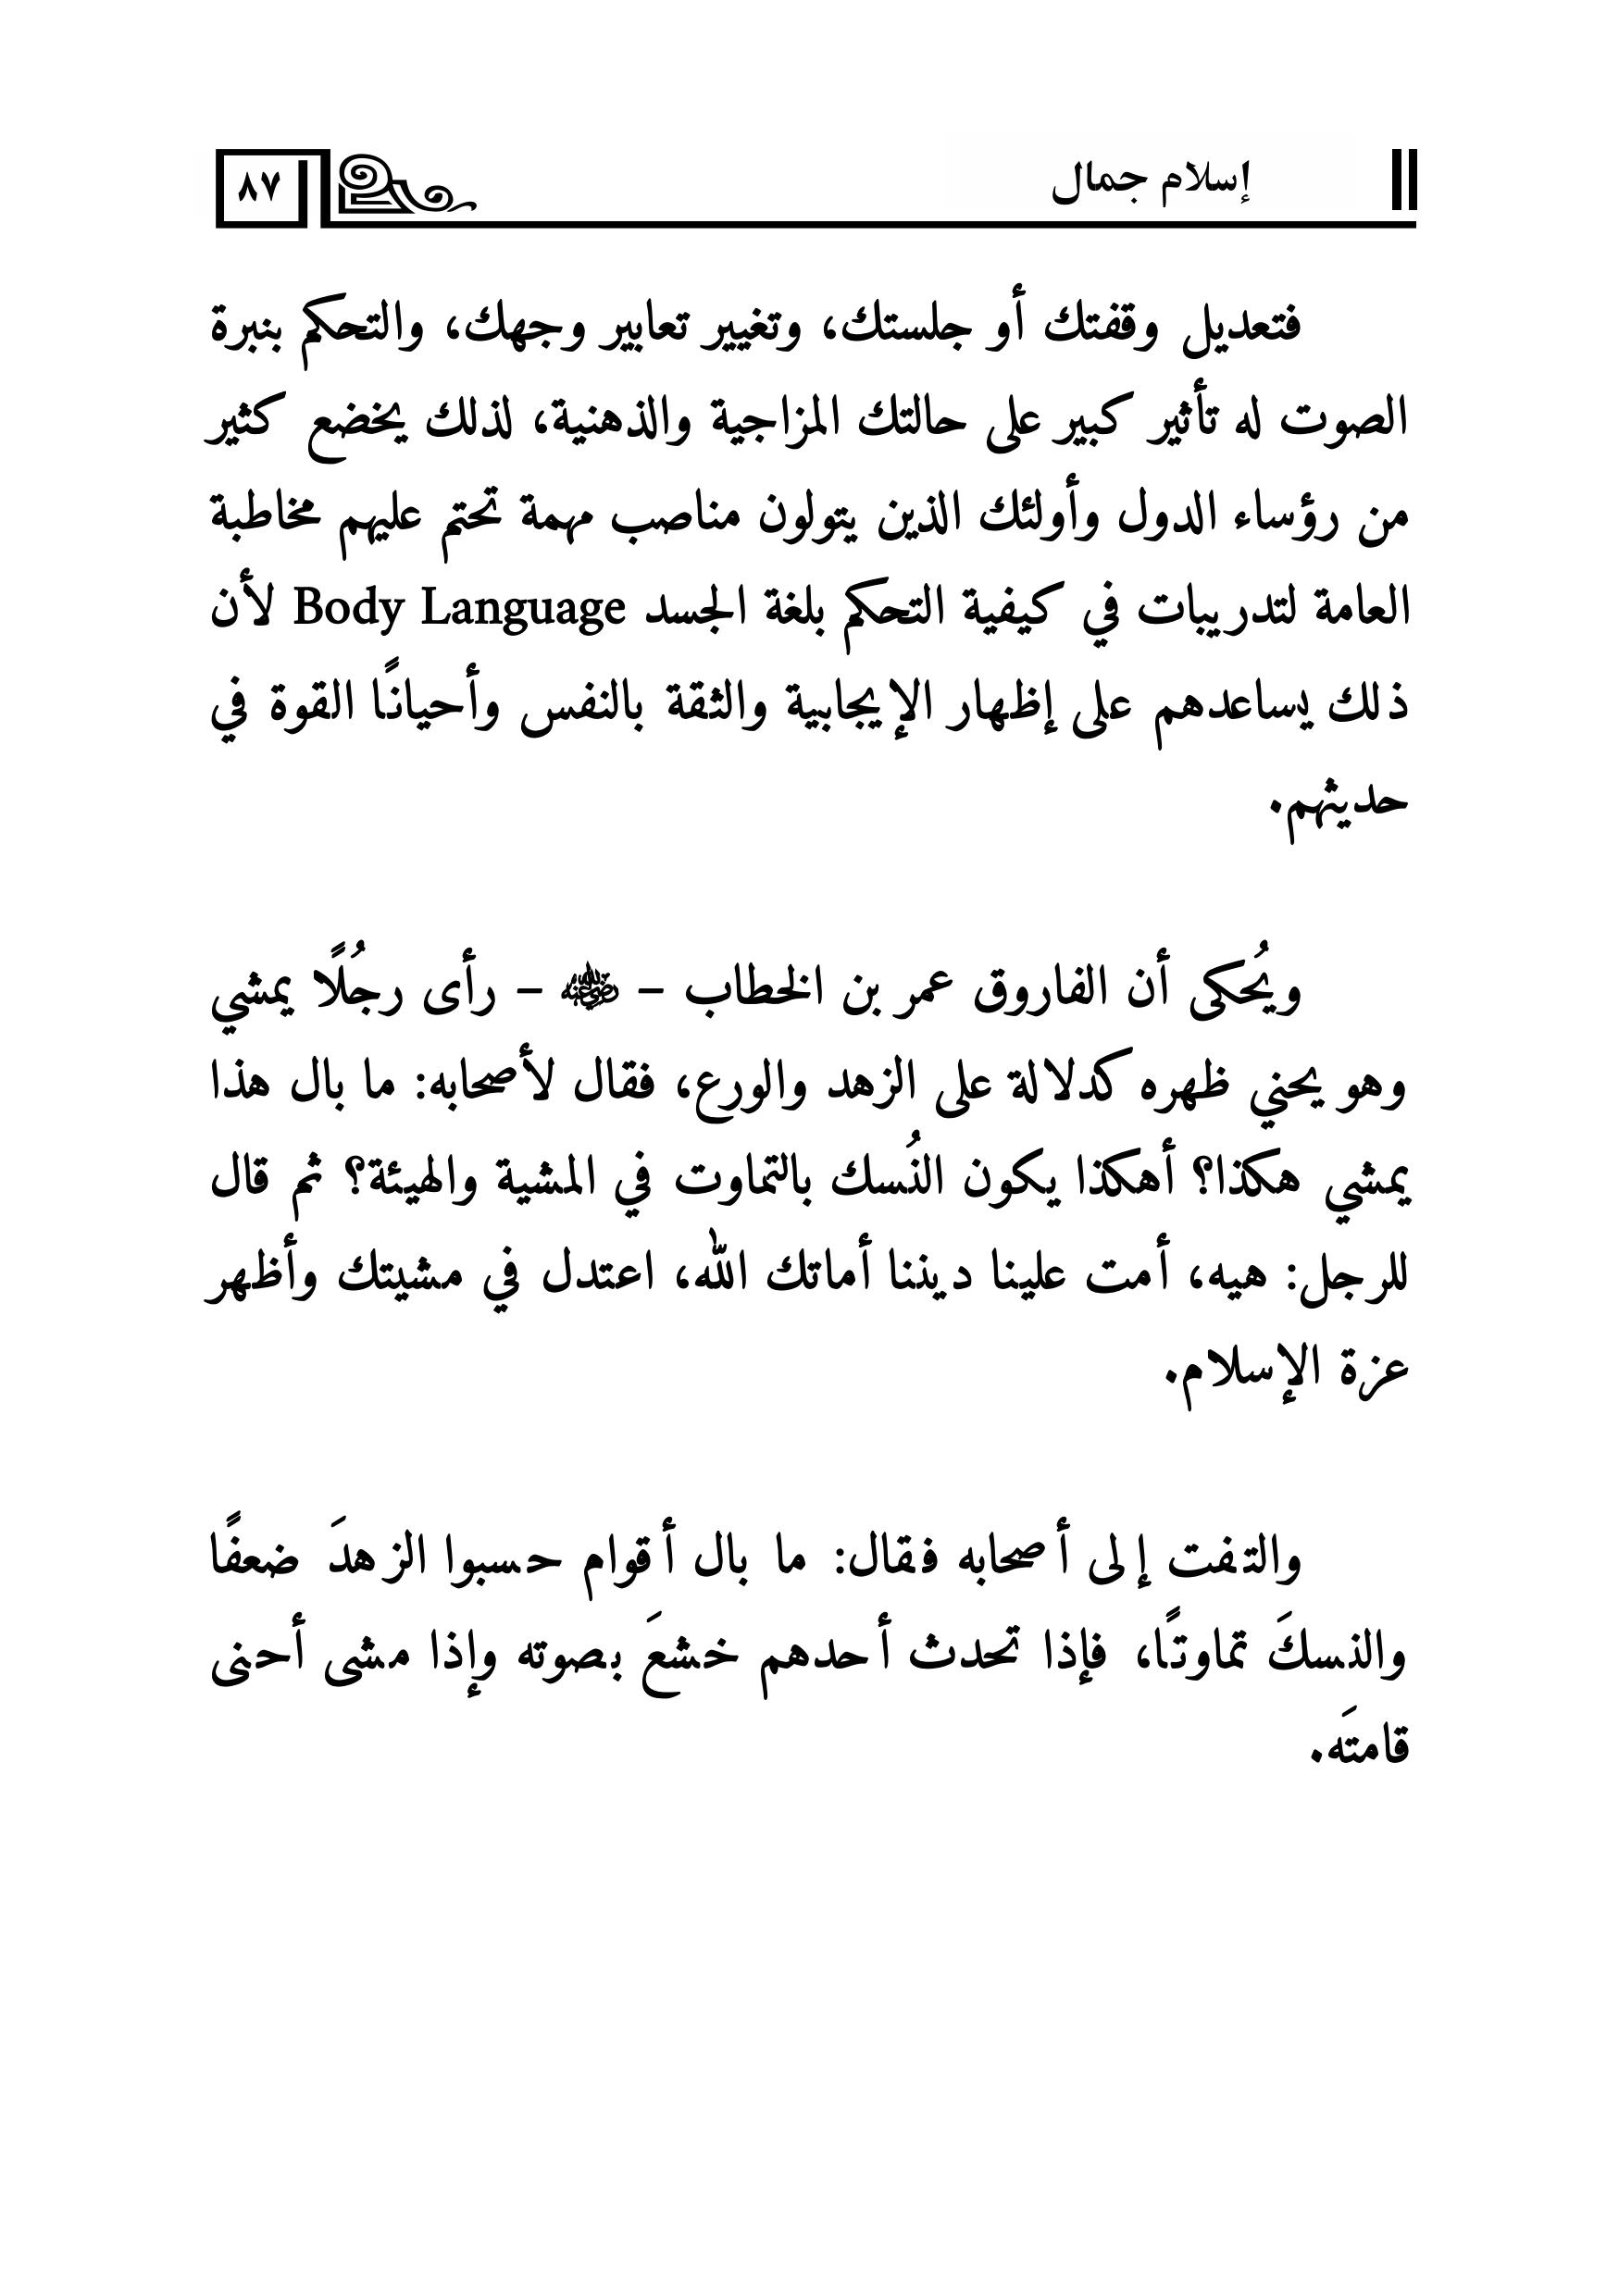 إسلام جمال
٨٧
فتعديل وقفتك أو جلستك، وتغيير تعابير وجهك، والتحكم بنبرة
الصوت له تأثير كبير على حالتك المزاجية والذهنية، لذلك يخضع كثير
من رؤساء الدول وأولئك الذين يتولون مناصب مهمة تحتم عليهم مخاطبة
العامة لتدريبات في كيفية التحكم بلغة الجسد Body Language لأن
ذلك يساعدهم على إظهار الإيجابية والثقة بالنفس وأحيانًا القوة في
حديثهم.
ويُحكى أن الفاروق عمر بن الخطاب – رضي الله عنه – رأى رجُلًا يمشي
وهو يحني ظهره كدلالة على الزهد والورع، فقال لأصحابه: ما بال هذا
يمشي هكذا؟ أهكذا يكون النُسك بالتماوت في المشية والهيئة؟ ثم قال
للرجل: هيه، أمت علينا ديننا أماتك الله، اعتدل في مشيتك وأظهر
عزة الإسلام.
والتفت إلى أصحابه فقال: ما بال أقوام حسبوا الزهدَ ضعفًا
والنسكَ تماوتًا، فإذا تحدث أحدهم خشعَ بصوته وإذا مشى أحنى
قامتَه.